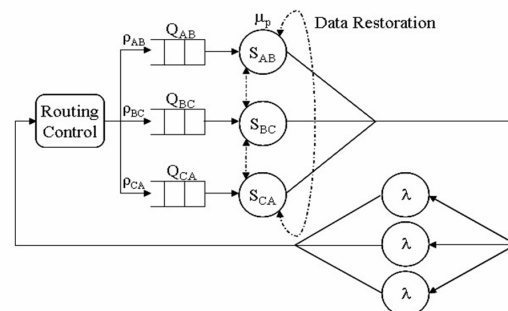 μp
Data Restoration
ρAB
QAB
SAB
Routing
Control
ρBC
QBC
SBC
ρCA
QCA
SCA
λ
λ
λ